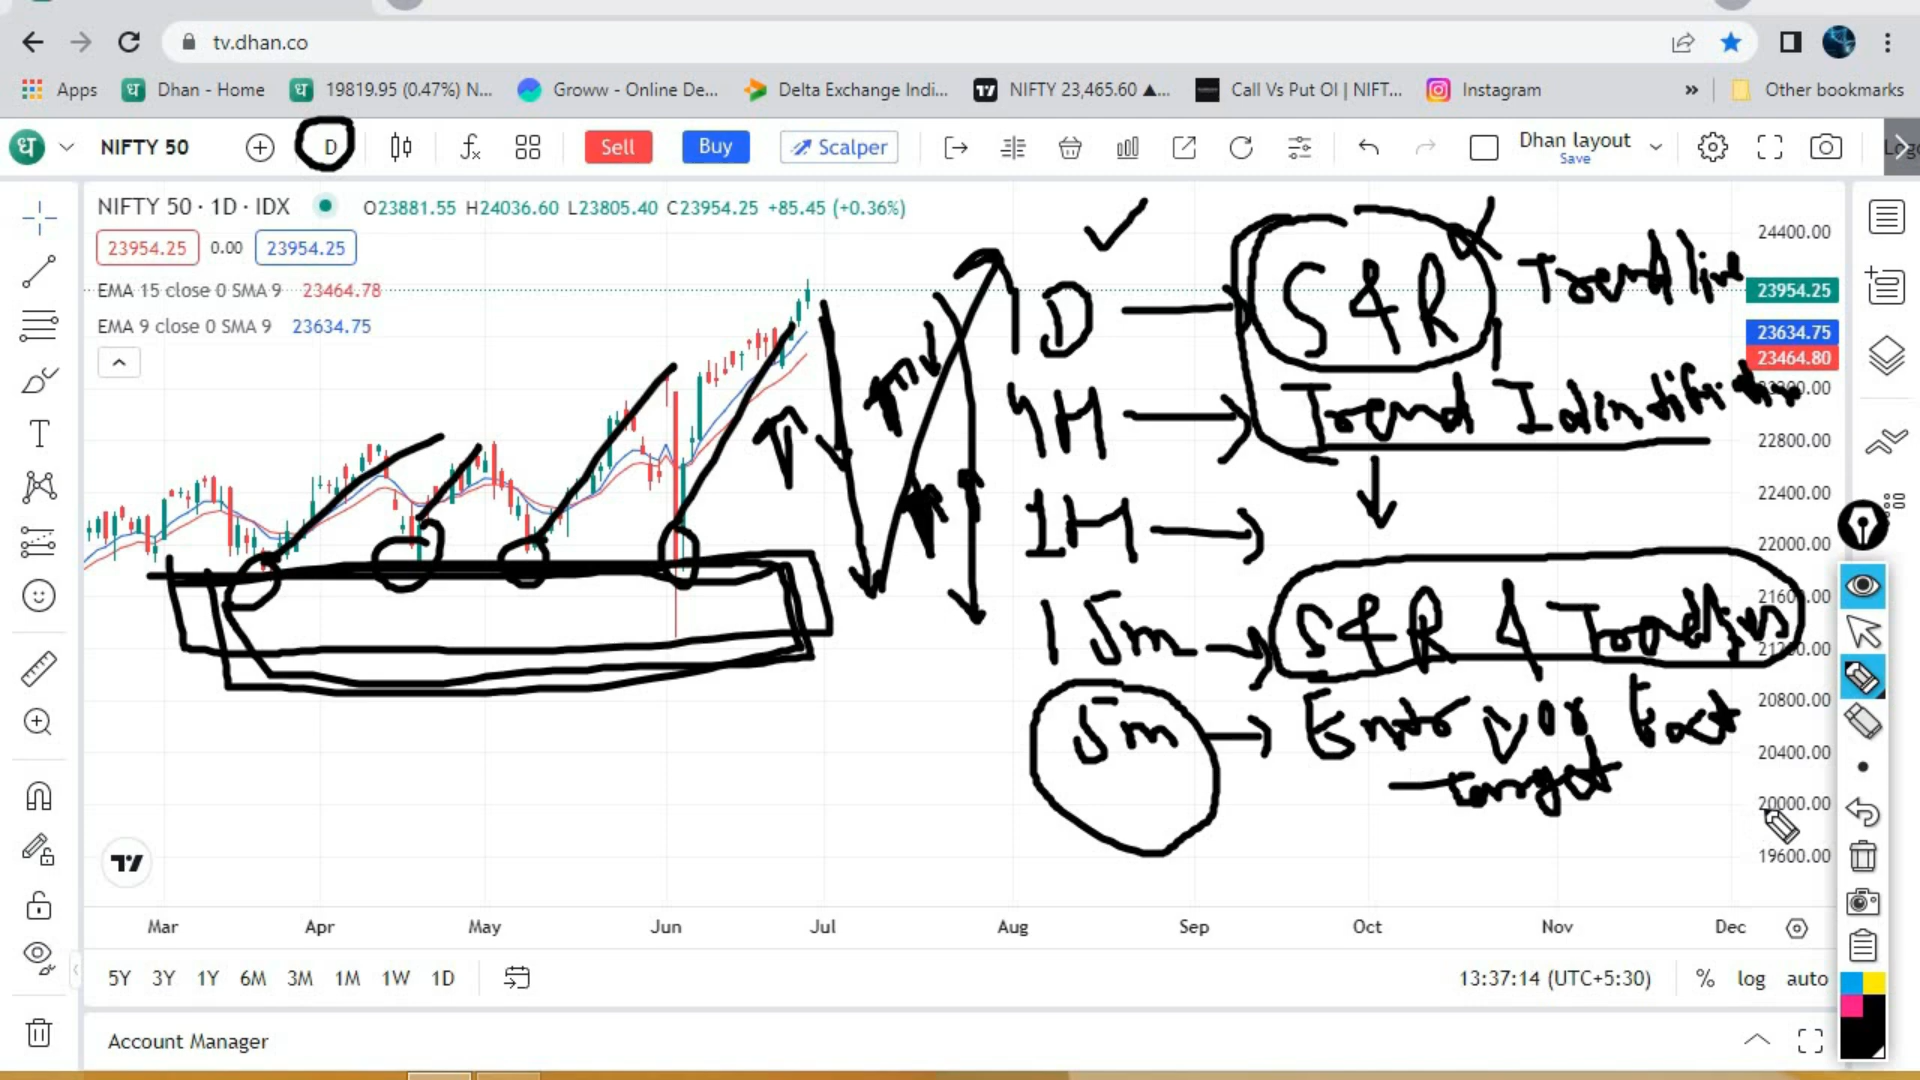 tv.dhan.co
Apps Dhan - Home 19819.95 (0.47%) N... Groww - Online De... Delta Exchange Indi... NIFTY 23,465.60 ▲... Call Vs Put OI | NIFT... Instagram » Other bookmarks
ध NIFTY 50 D Sell Buy Scalper Dhan layout
Save
NIFTY 50 · 1D · IDX O23881.55 H24036.60 L23805.40 C23954.25 +85.45 (+0.36%)
23954.25 0.00 23954.25
EMA 15 close 0 SMA 9 23464.78
EMA 9 close 0 SMA 9 23634.75
1D → S & R Trend line
4H → Trend
1H →
15m → S & R &
5m →
target
24400.00
23954.25
23634.75
23464.80
22800.00
22400.00
22000.00
20800.00
20400.00
20000.00
19600.00
Mar Apr May Jun Jul Aug Sep Oct Nov Dec
5Y 3Y 1Y 6M 3M 1M 1W 1D 13:37:14 (UTC+5:30) % log auto
Account Manager